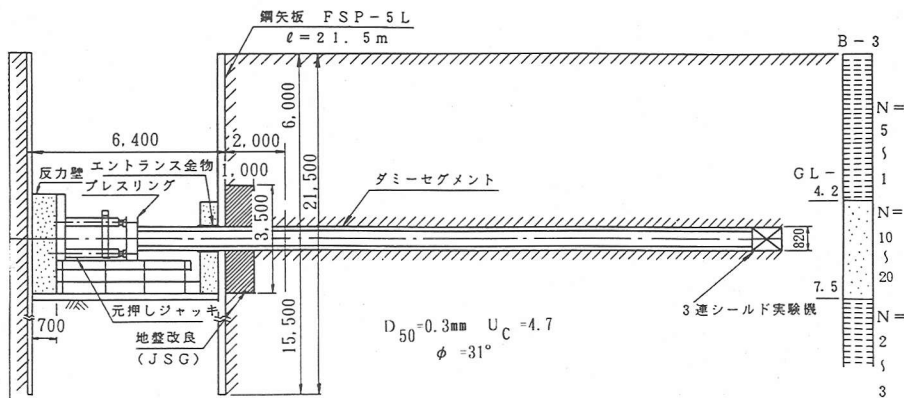 鋼矢板 FSP-5L
ℓ=21.5m
B-3
6,400
2,000
1,000
6,000
21,500
3,500
15,500
反力壁
エントランス金物
プレスリング
ダミーセグメント
GL-
4.2
7.5
N=
5
〜
1
N=
10
〜
20
N=
2
〜
3
820
元押しジャッキ
700
地盤改良
(JSG)
3連シールド実験機
D50=0.3mm UC=4.7
φ=31°